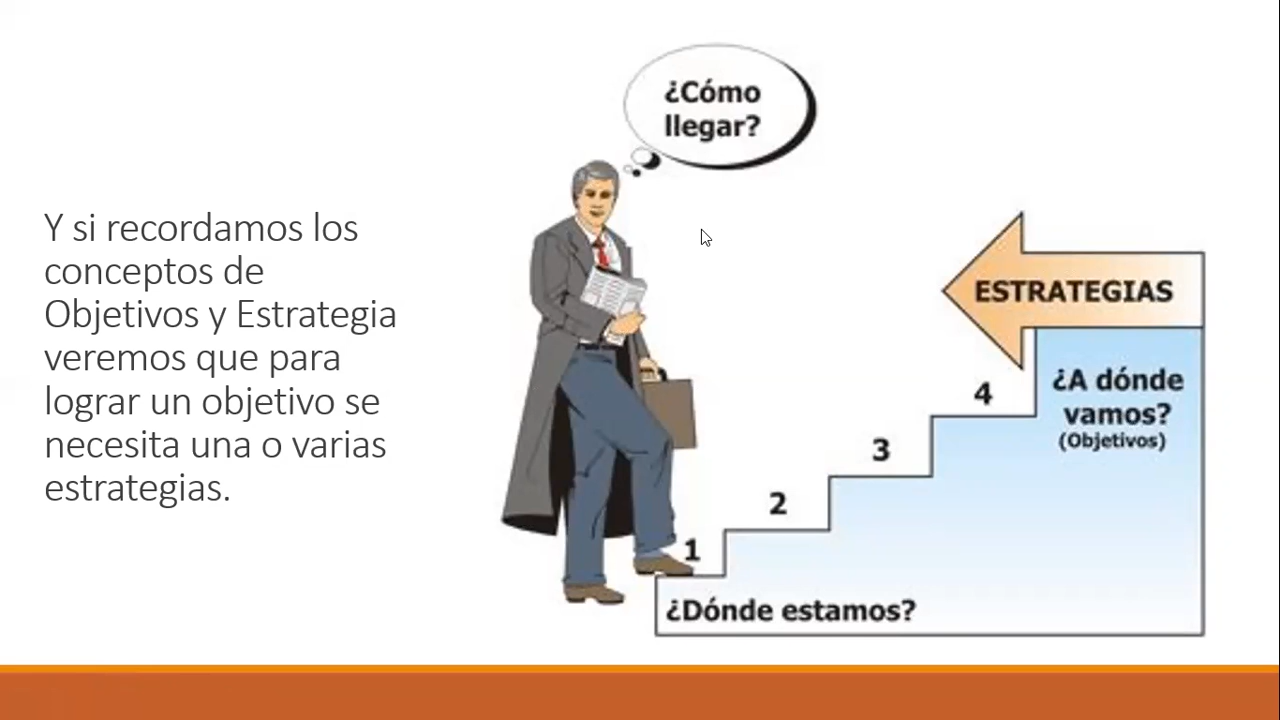 Y si recordamos los
conceptos de
Objetivos y Estrategia
veremos que para
lograr un objetivo se
necesita una o varias
estrategias.
¿Cómo
llegar?
ESTRATEGIAS
¿A dónde
vamos?
(Objetivos)
4
3
2
1
¿Dónde estamos?